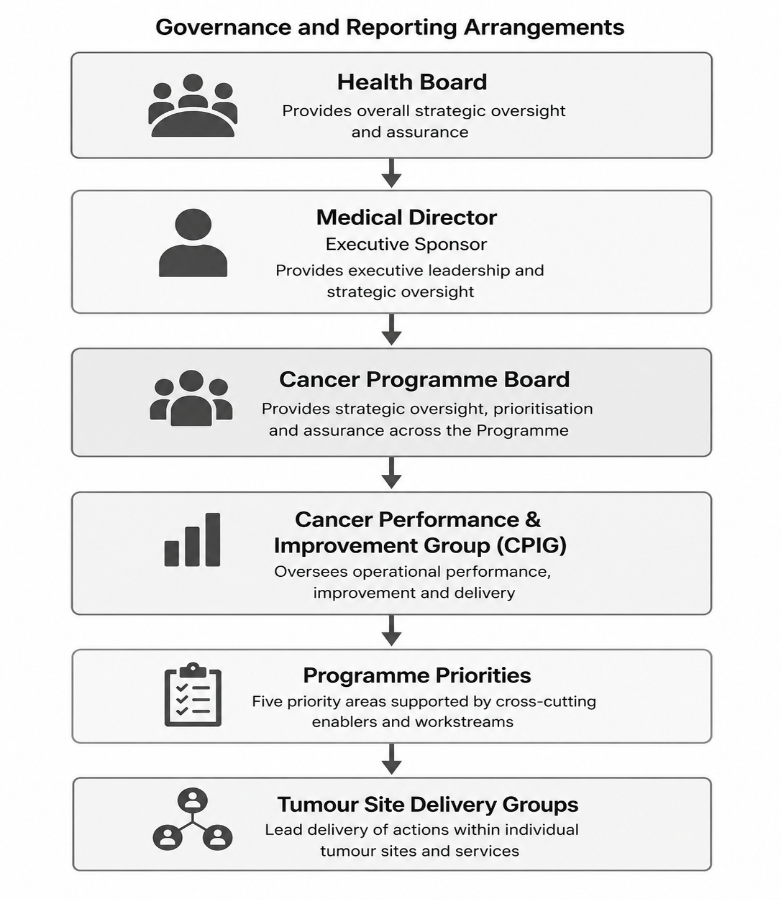 Governance and Reporting Arrangements
Health Board
Provides overall strategic oversight
and assurance
Medical Director
Executive Sponsor
Provides executive leadership and
strategic oversight
Cancer Programme Board
Provides strategic oversight, prioritisation
and assurance across the Programme
Cancer Performance &
Improvement Group (CPIG)
Oversees operational performance,
improvement and delivery
Programme Priorities
Five priority areas supported by cross-cutting
enablers and workstreams
Tumour Site Delivery Groups
Lead delivery of actions within individual
tumour sites and services